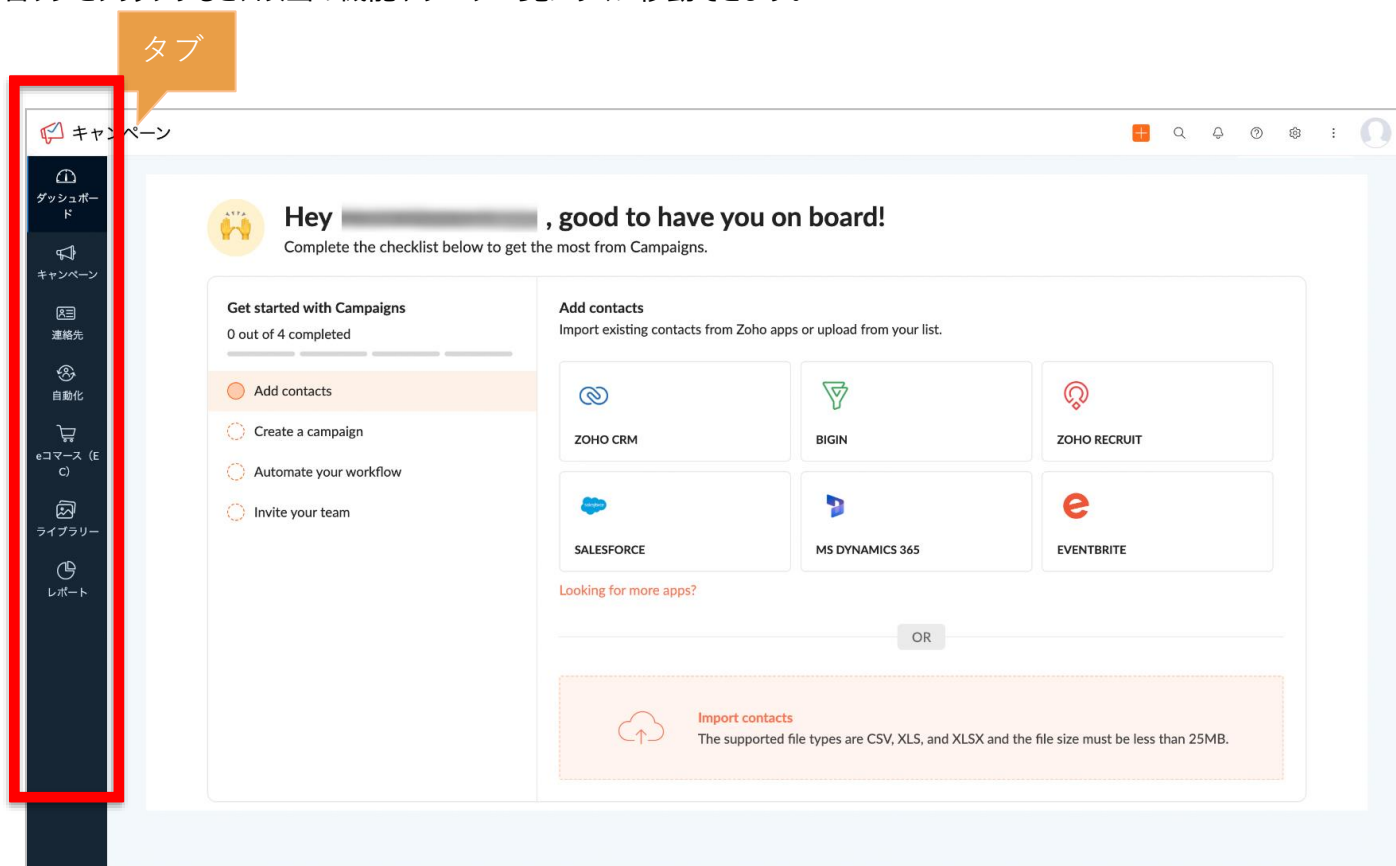 タブ
キャンペーン
ダッシュボー
ド
キャンペーン
連絡先
自動化
eコマース（E
C）
ライブラリー
レポート
Hey , good to have you on board!
Complete the checklist below to get the most from Campaigns.
Get started with Campaigns
0 out of 4 completed
Add contacts
Create a campaign
Automate your workflow
Invite your team
Add contacts
Import existing contacts from Zoho apps or upload from your list.
ZOHO CRM
BIGIN
ZOHO RECRUIT
SALESFORCE
MS DYNAMICS 365
EVENTBRITE
Looking for more apps?
OR
Import contacts
The supported file types are CSV, XLS, and XLSX and the file size must be less than 25MB.